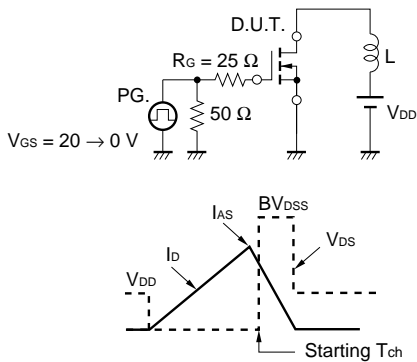 D.U.T.
RG = 25 Ω
L
PG.
50 Ω
VDD
VGS = 20 → 0 V
BVDSS
IAS
VDS
ID
VDD
Starting Tch